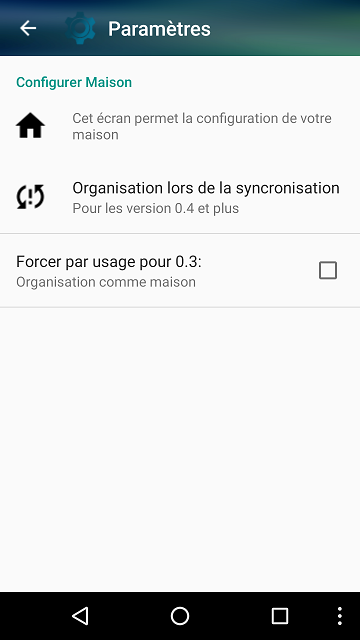 Paramètres
Configurer Maison
Cet écran permet la configuration de votre
maison
Organisation lors de la syncronisation
Pour les version 0.4 et plus
Forcer par usage pour 0.3:
Organisation comme maison